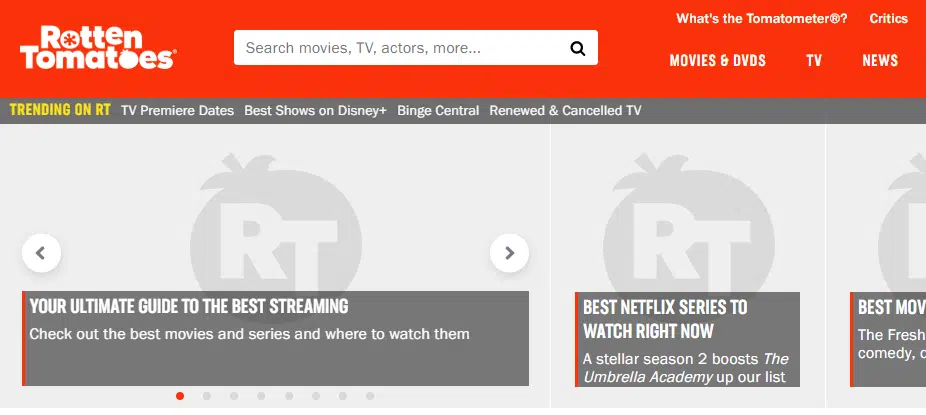 Rotten
Tomatoes®
Search movies, TV, actors, more...
What's the Tomatometer®? Critics
MOVIES & DVDS TV NEWS
TRENDING ON RT TV Premiere Dates Best Shows on Disney+ Binge Central Renewed & Cancelled TV
RT
YOUR ULTIMATE GUIDE TO THE BEST STREAMING
Check out the best movies and series and where to watch them
RT
BEST NETFLIX SERIES TO
WATCH RIGHT NOW
A stellar season 2 boosts The
Umbrella Academy up our list
R
BEST MOV
The Fresh
comedy,